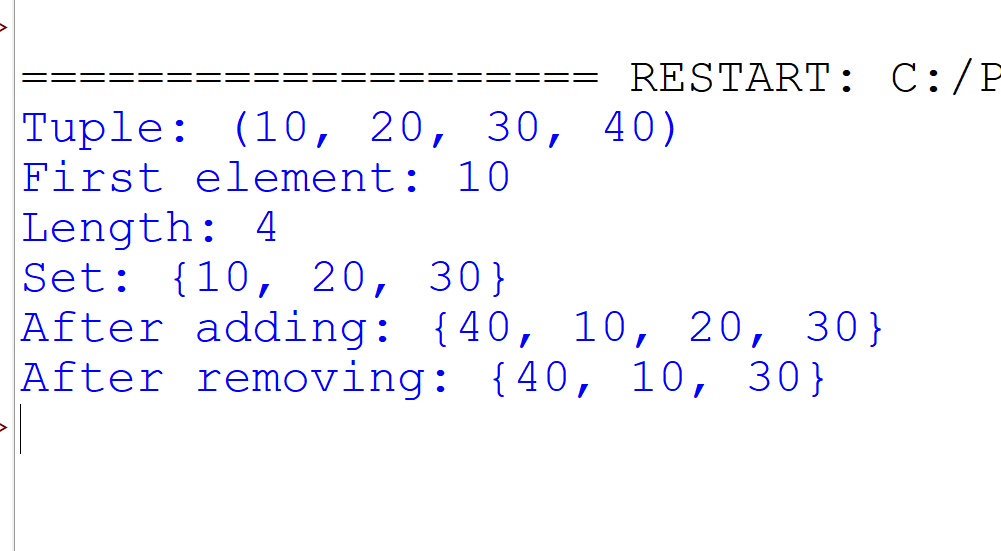 ==================== RESTART: C:/P
Tuple: (10, 20, 30, 40)
First element: 10
Length: 4
Set: {10, 20, 30}
After adding: {40, 10, 20, 30}
After removing: {40, 10, 30}